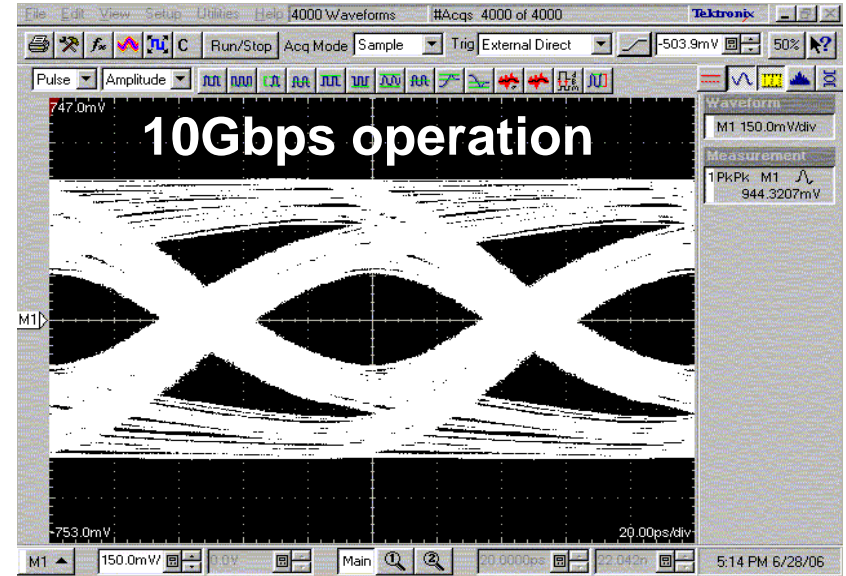 File Edit View Setup Utilities Help 4000 Waveforms #Acqs 4000 of 4000 Tektronix
C Run/Stop Acq Mode Sample Trig External Direct -503.9mV 50%
Pulse Amplitude
747.0mV
10Gbps operation
Waveform
M1 150.0mV/div
Measurement
1PkPk M1
944.3207mV
M1
-753.0mV
20.00ps/div
M1 150.0mV/ 0.0V Main 1 2 20.0000ps 22.042n 5:14 PM 6/28/06